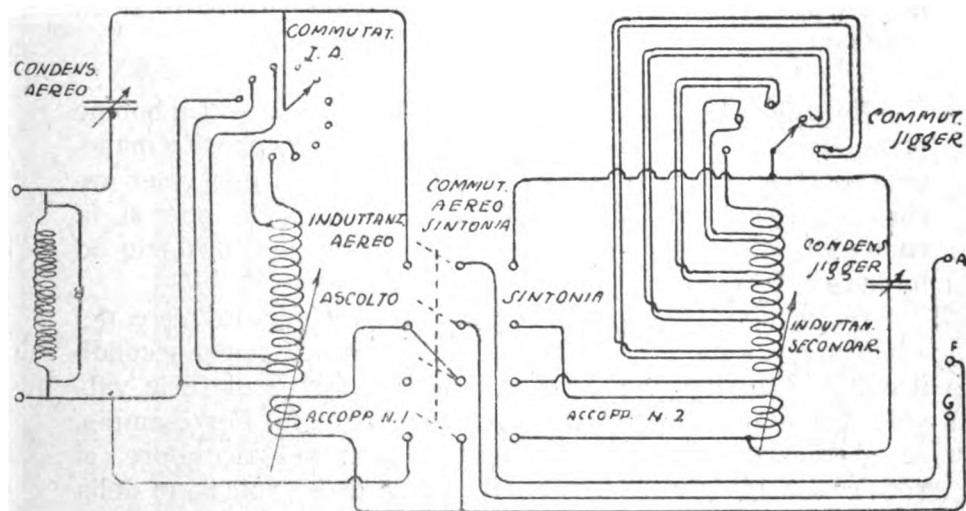 COMMUTAT.
I. A.
CONDENS.
AEREO
COMMUT.
JIGGER
COMMUT.
AEREO
SINTONIA
INDUTTANZ.
AEREO
CONDENS
JIGGER
A
ASCOLTO
SINTONIA
INDUTTAN.
SECONDAR.
F
G
ACCOPP. N.1
ACCOPP. N.2